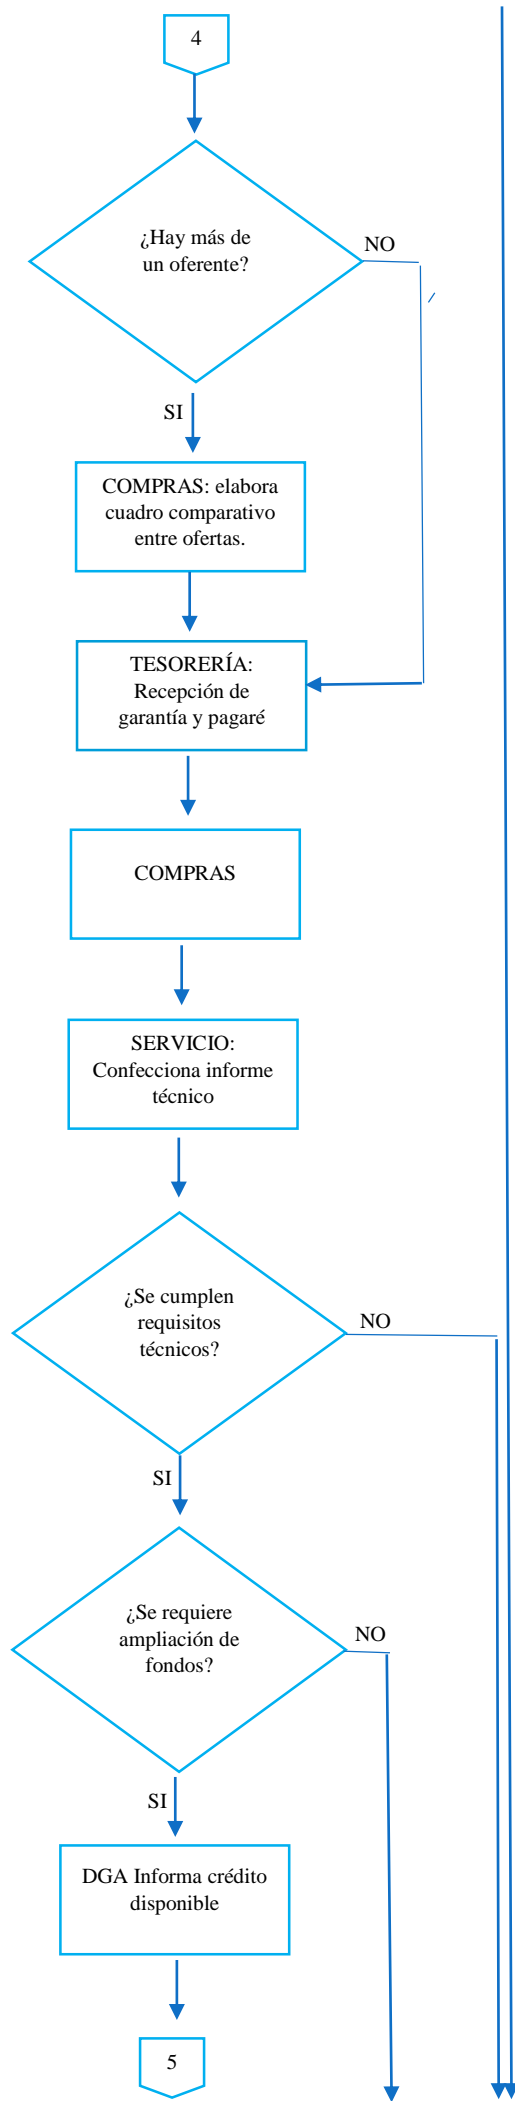 4
¿Hay más de
un oferente?
NO
SI
COMPRAS: elabora
cuadro comparativo
entre ofertas.
TESORERÍA:
Recepción de
garantía y pagaré
COMPRAS
SERVICIO:
Confecciona informe
técnico
¿Se cumplen
requisitos
técnicos?
NO
SI
¿Se requiere
ampliación de
fondos?
NO
SI
DGA Informa crédito
disponible
5